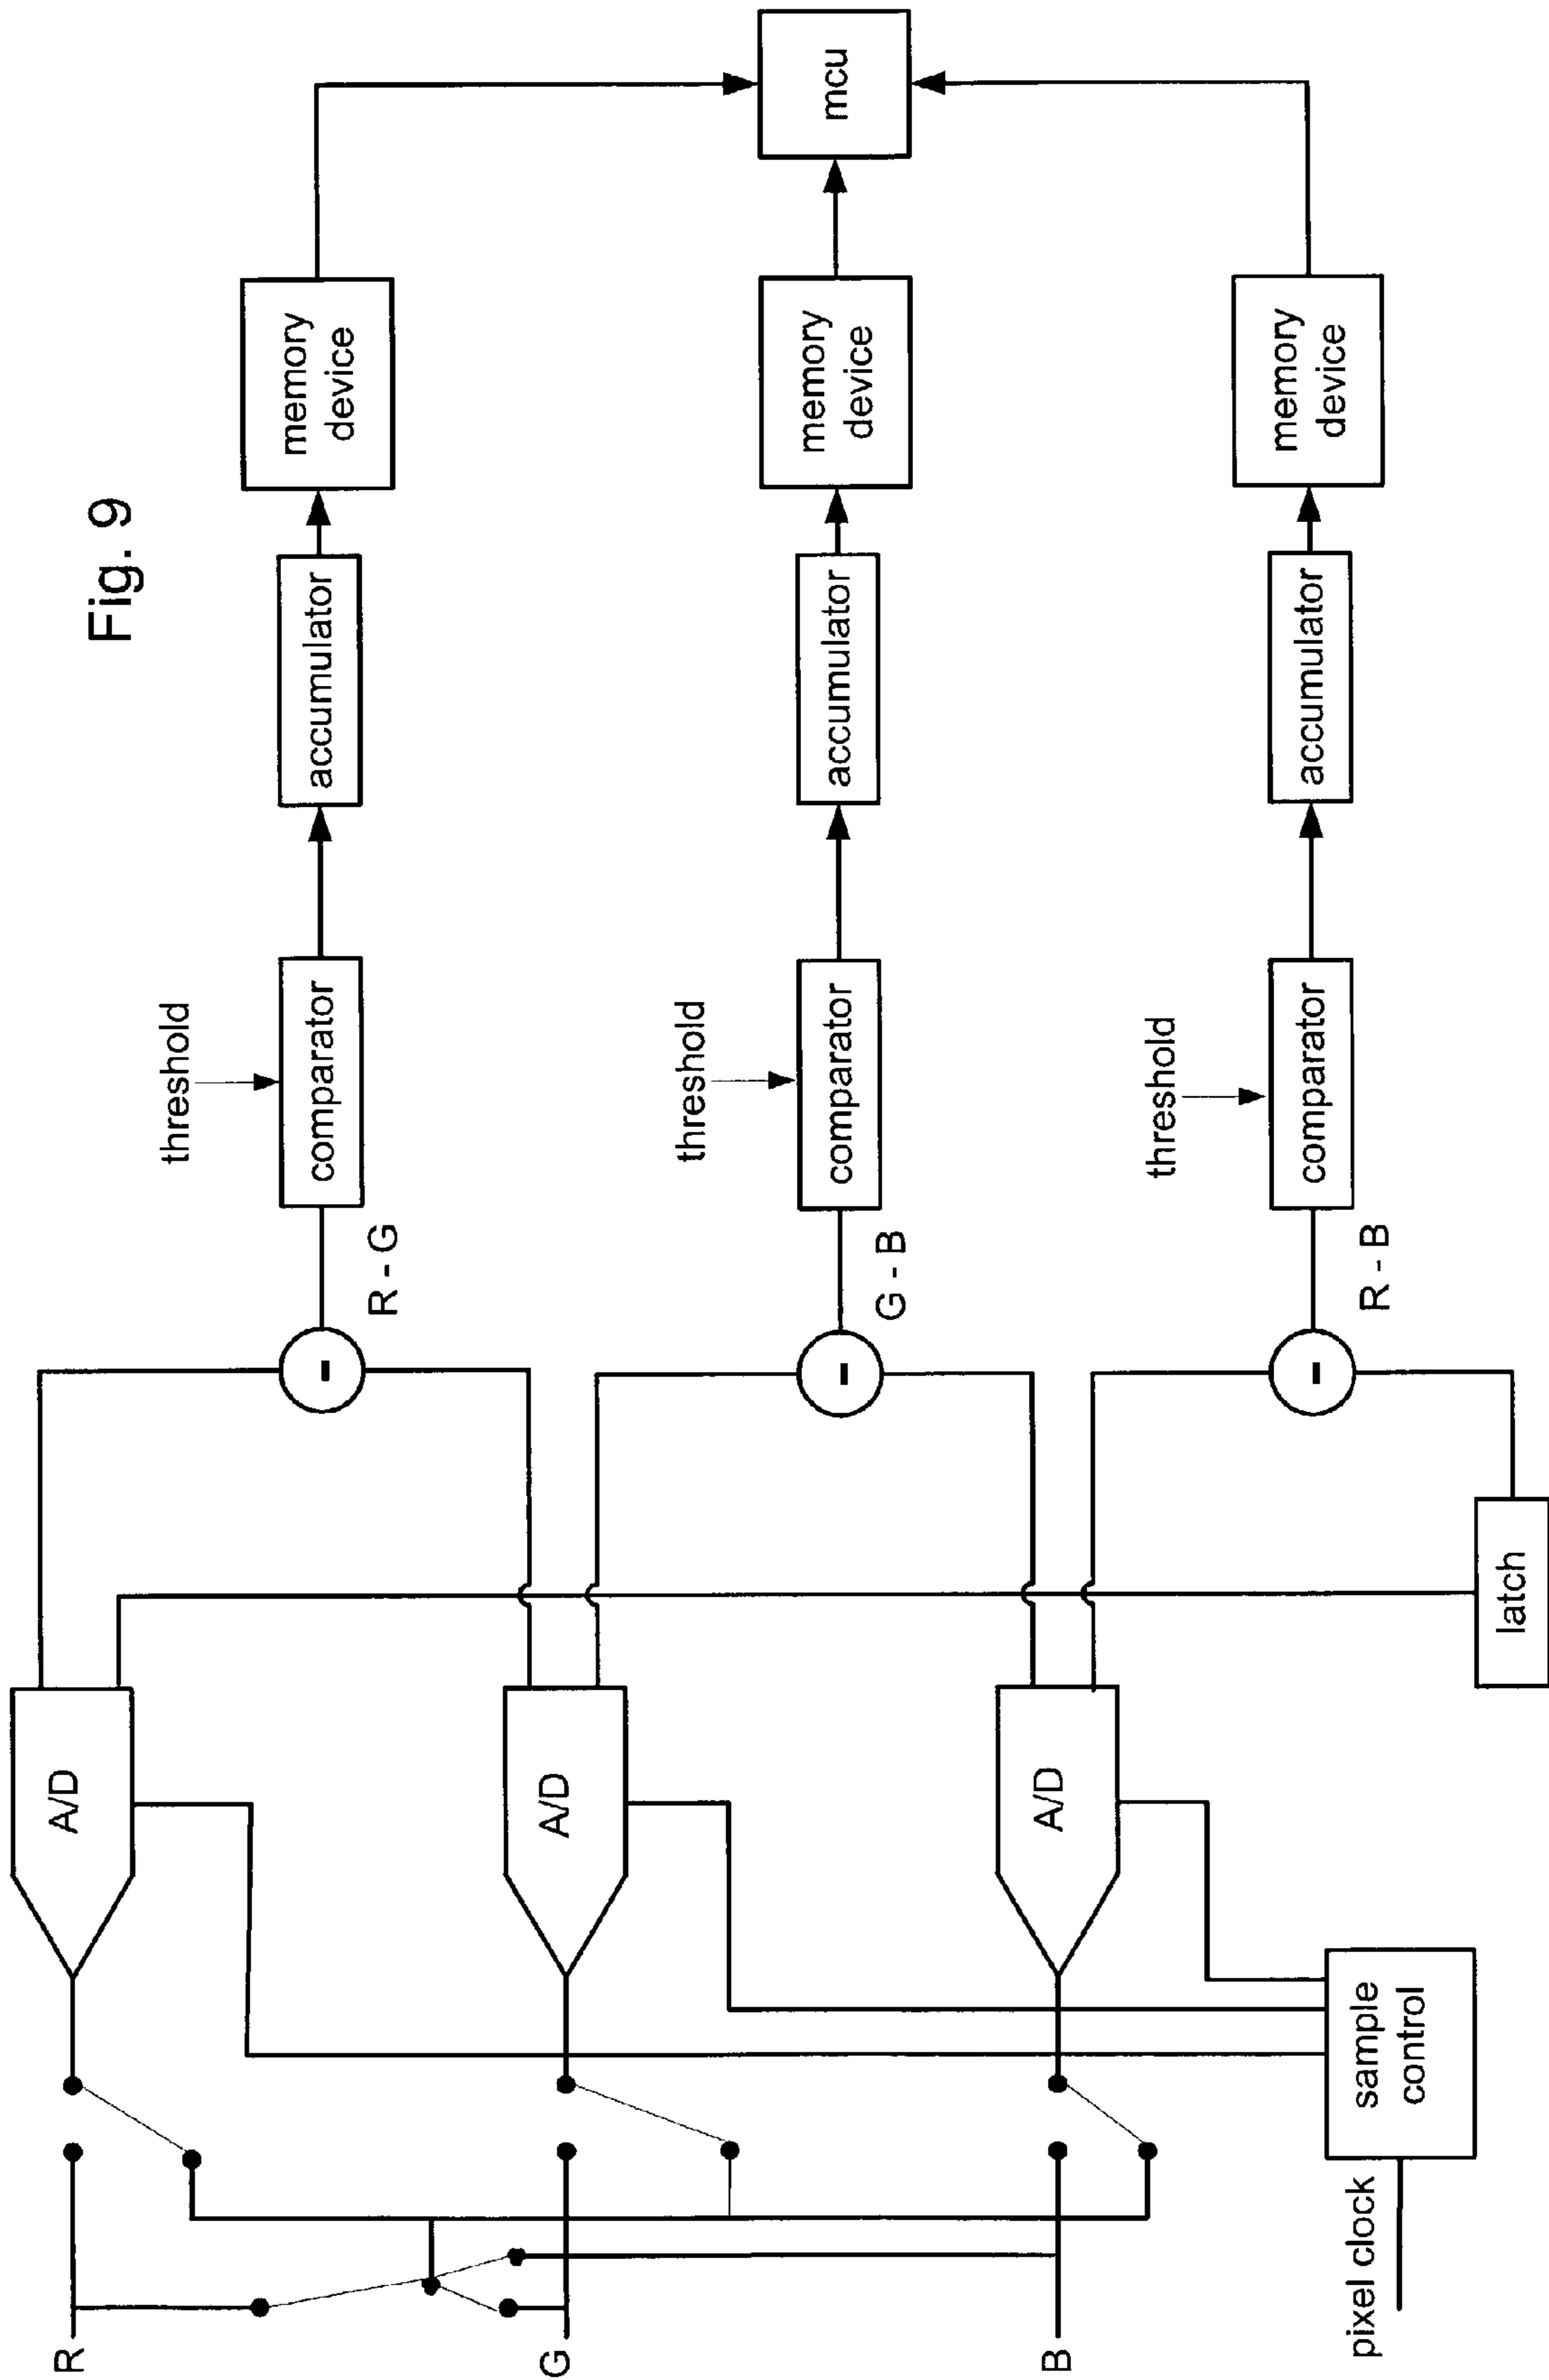 Fig. 9
R
A/D
R - G
threshold
comparator
accumulator
memory
device
G
A/D
G - B
threshold
comparator
accumulator
memory
device
mcu
B
A/D
R - B
threshold
comparator
accumulator
memory
device
pixel clock
sample
control
latch